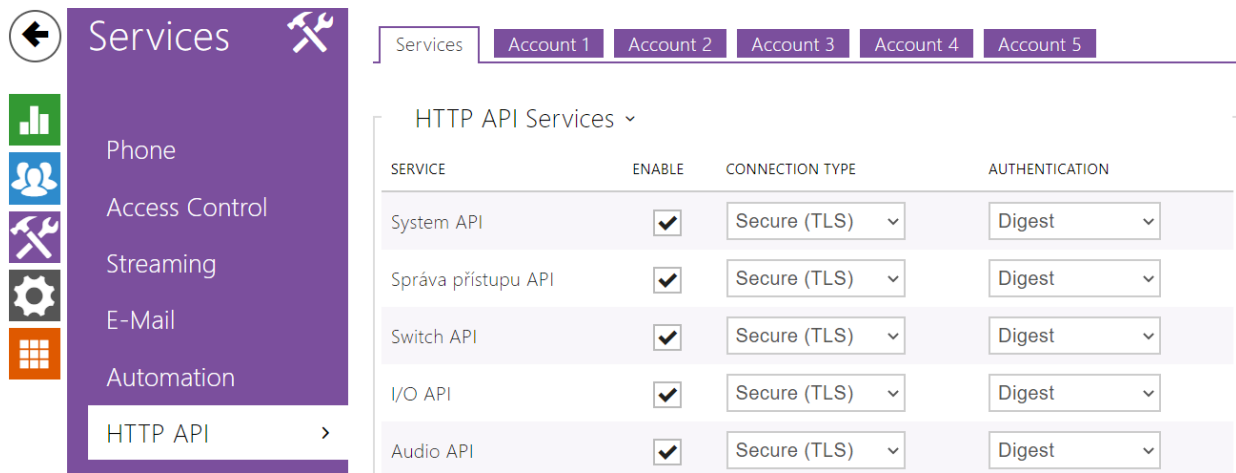 Services
Phone
Access Control
Streaming
E-Mail
Automation
HTTP API
Services Account 1 Account 2 Account 3 Account 4 Account 5
HTTP API Services
SERVICE ENABLE CONNECTION TYPE AUTHENTICATION
System API Secure (TLS) Digest
Správa přístupu API Secure (TLS) Digest
Switch API Secure (TLS) Digest
I/O API Secure (TLS) Digest
Audio API Secure (TLS) Digest